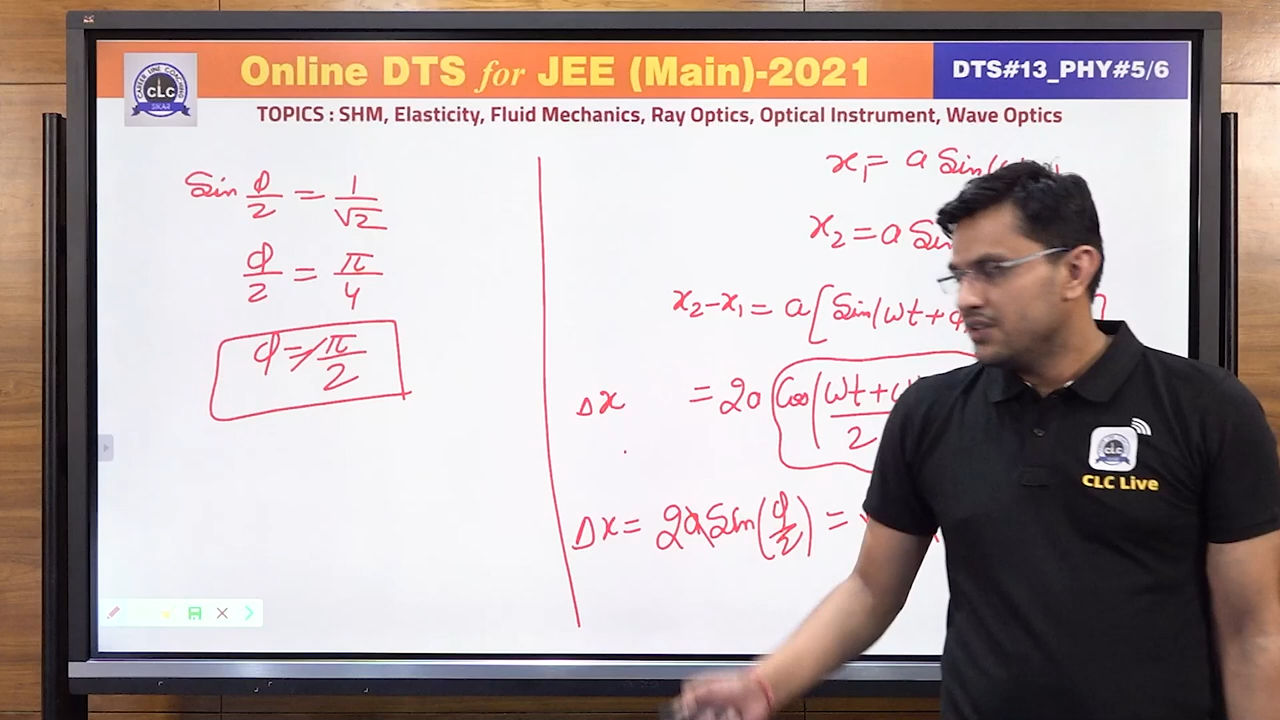 Online DTS for JEE (Main)-2021
DTS#13_PHY#5/6
CLC
SIKAR
TOPICS : SHM, Elasticity, Fluid Mechanics, Ray Optics, Optical Instrument, Wave Optics
Sin φ/2 = 1/√2
φ/2 = π/4
φ = π/2
x₁ = a Sin(
x₂ = a Sin
x₂-x₁ = a[Sin(ωt+φ
Δx = 2a Cos(ωt+ω
2
Δx = 2a Sin(φ/2) =
CLC
CLC Live